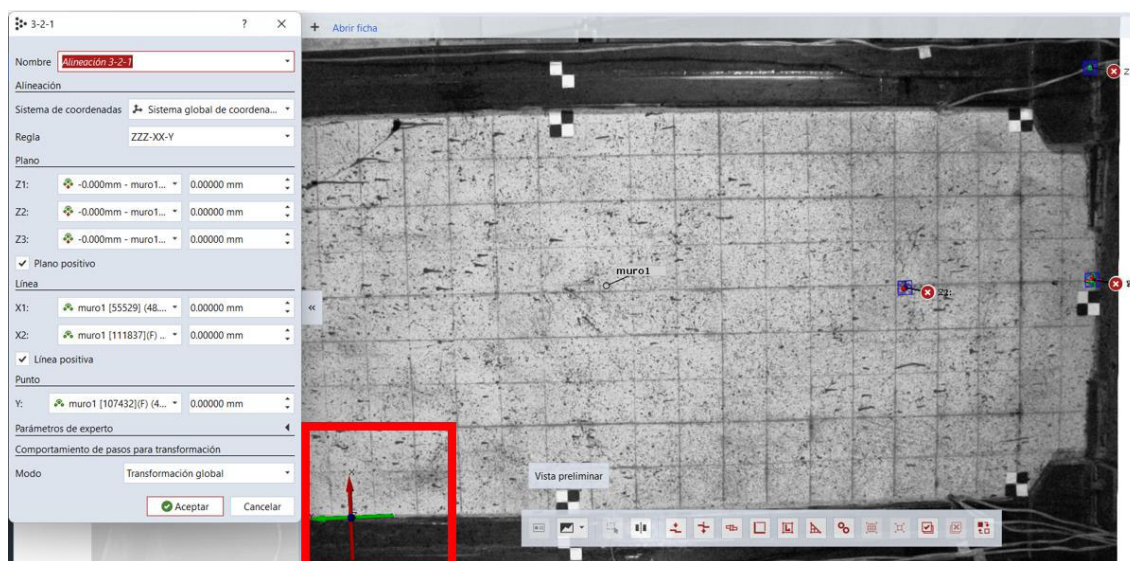 3-2-1 ?
Nombre Alineación 3-2-1
Alineación
Sistema de coordenadas Sistema global de coordena...
Regla ZZZ-XX-Y
Plano
Z1: -0.000mm - muro1... 0.00000 mm
Z2: -0.000mm - muro1... 0.00000 mm
Z3: -0.000mm - muro1... 0.00000 mm
Plano positivo
Línea
X1: muro1 [55529] (48.... 0.00000 mm
X2: muro1 [111837](F) ... 0.00000 mm
Línea positiva
Punto
Y: muro1 [107432](F) (4... 0.00000 mm
Parámetros de experto
Comportamiento de pasos para transformación
Modo Transformación global
Aceptar Cancelar
+ Abrir ficha
Z
muro1
X
Vista preliminar